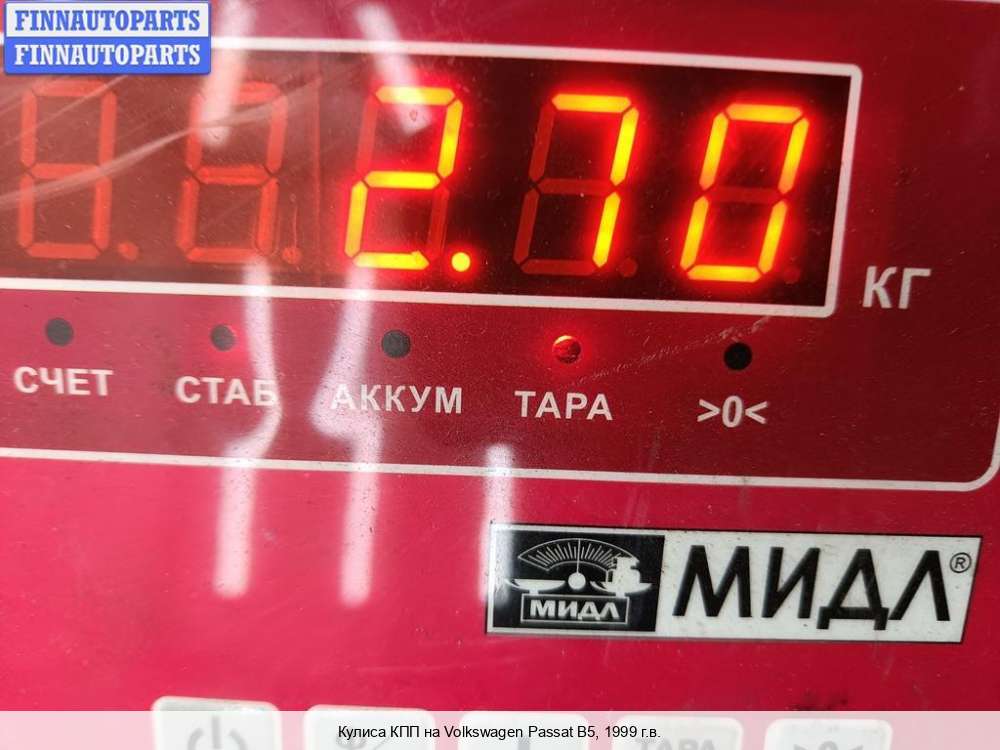 FINNAUTOPARTS
FINNAUTOPARTS
2.70
КГ
СЧЕТ СТАБ АККУМ ТАРА >0<
МИДЛ МИДЛ®
ТАРА
Кулиса КПП на Volkswagen Passat B5, 1999 г.в.